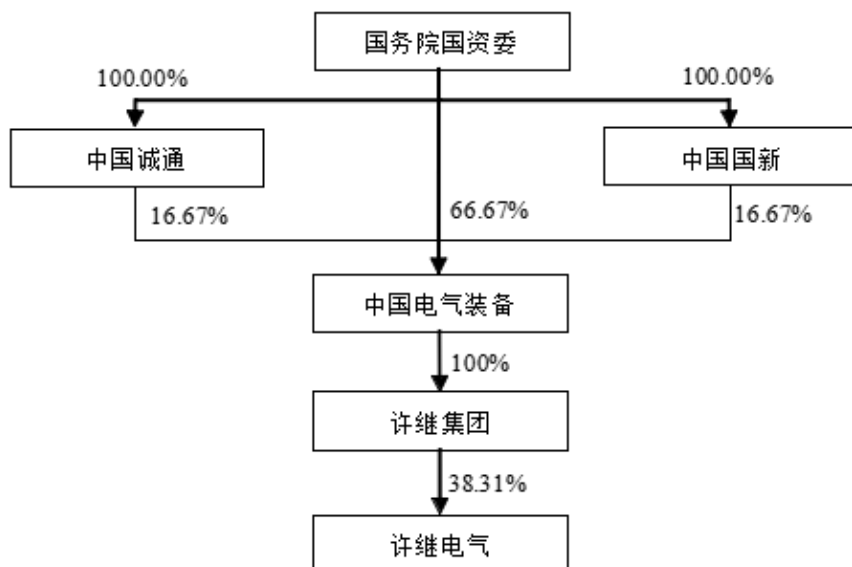 国务院国资委
100.00%
100.00%
中国诚通
中国国新
16.67%
66.67%
16.67%
中国电气装备
100%
许继集团
38.31%
许继电气